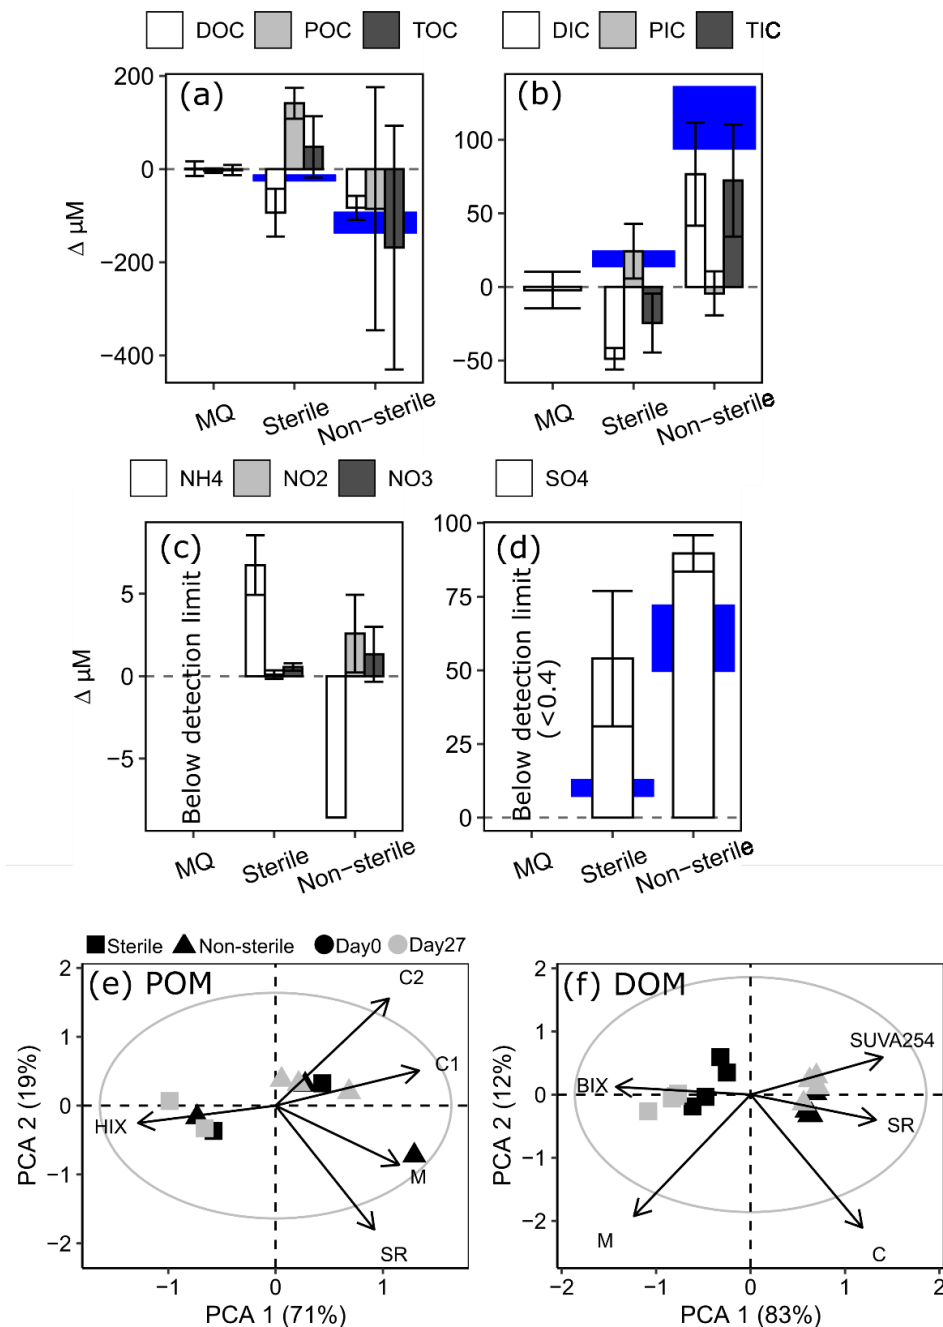 DOC POC TOC DIC PIC TIC
200
0
−200
−400
Δ µM
(a)
MQ
Sterile
Non-sterile
100
50
0
−50
(b)
MQ
Sterile
Non-sterile
NH4 NO2 NO3 SO4
5
0
−5
Δ µM
(c)
Below detection limit
MQ
Sterile
Non-sterile
100
75
50
25
0
(d)
Below detection limit
(<0.4)
MQ
Sterile
Non-sterile
Sterile Non-sterile Day0 Day27
2
1
0
−1
−2
PCA 2 (19%)
(e) POM
C2
C1
HIX
M
SR
−1 0 1
PCA 1 (71%)
2
1
0
−1
−2
PCA 2 (12%)
(f) DOM
SUVA254
BIX
SR
M
C
−2 −1 0 1 2
PCA 1 (83%)